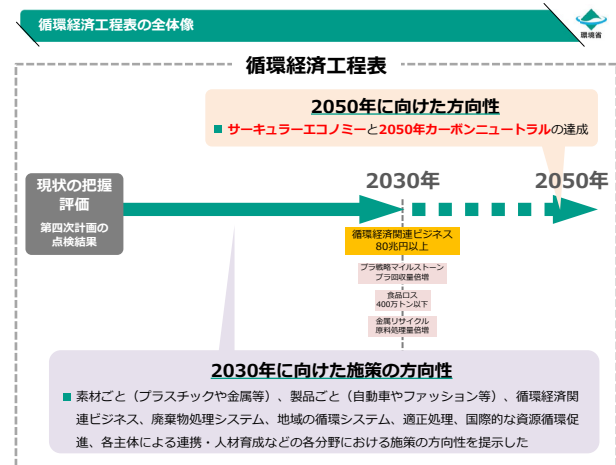 循環経済工程表の全体像
環境省
循環経済工程表
2050年に向けた方向性
■ サーキュラーエコノミーと2050年カーボンニュートラルの達成
現状の把握
評価
第四次計画の
点検結果
2030年
2050年
循環経済関連ビジネス
80兆円以上
プラ戦略マイルストーン
プラ回収量倍増
食品ロス
400万トン以下
金属リサイクル
原料処理量倍増
2030年に向けた施策の方向性
■ 素材ごと（プラスチックや金属等）、製品ごと（自動車やファッション等）、循環経済関
連ビジネス、廃棄物処理システム、地域の循環システム、適正処理、国際的な資源循環促
進、各主体による連携・人材育成などの各分野における施策の方向性を提示した